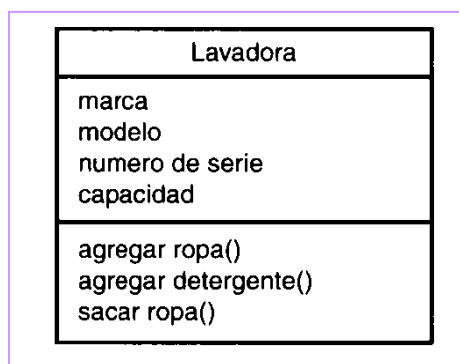 Lavadora
marca
modelo
numero de serie
capacidad
agregar ropa()
agregar detergente()
sacar ropa()